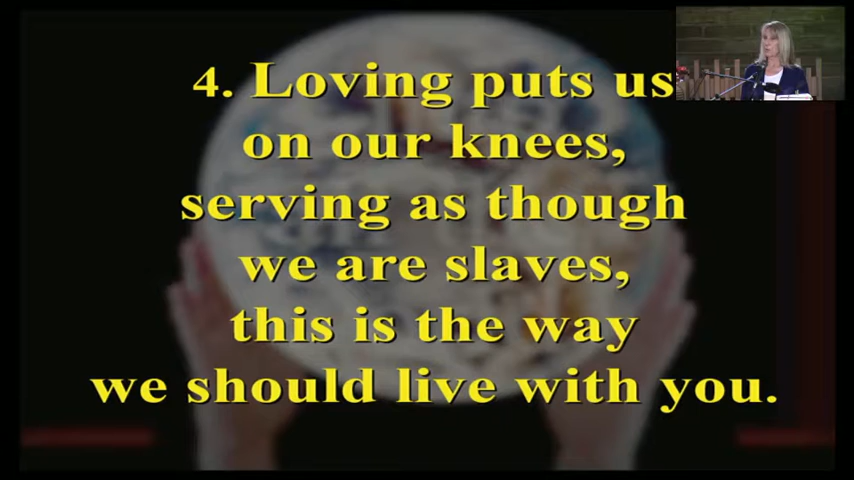 4. Loving puts us
on our knees,
serving as though
we are slaves,
this is the way
we should live with you.